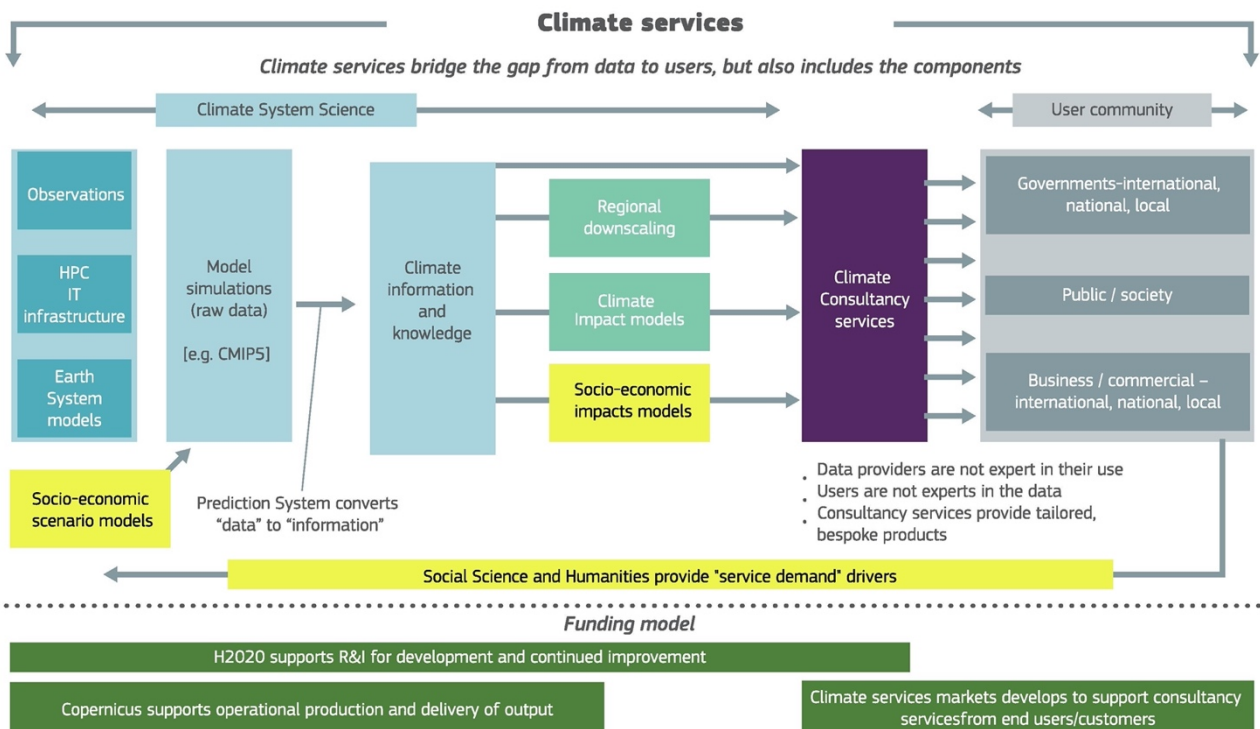 Climate services
Climate services bridge the gap from data to users, but also includes the components
Climate System Science
User community
Observations
HPC
IT
infrastructure
Earth
System
models
Socio-economic
scenario models
Model
simulations
(raw data)
[e.g. CMIP5]
Prediction System converts
“data” to “information”
Climate
information
and
knowledge
Regional
downscaling
Climate
Impact models
Socio-economic
impacts models
Climate
Consultancy
services
Governments-international,
national, local
Public / society
Business / commercial –
international, national, local
• Data providers are not expert in their use
• Users are not experts in the data
• Consultancy services provide tailored,
bespoke products
Social Science and Humanities provide "service demand" drivers
Funding model
H2020 supports R&I for development and continued improvement
Copernicus supports operational production and delivery of output
Climate services markets develops to support consultancy
servicesfrom end users/customers